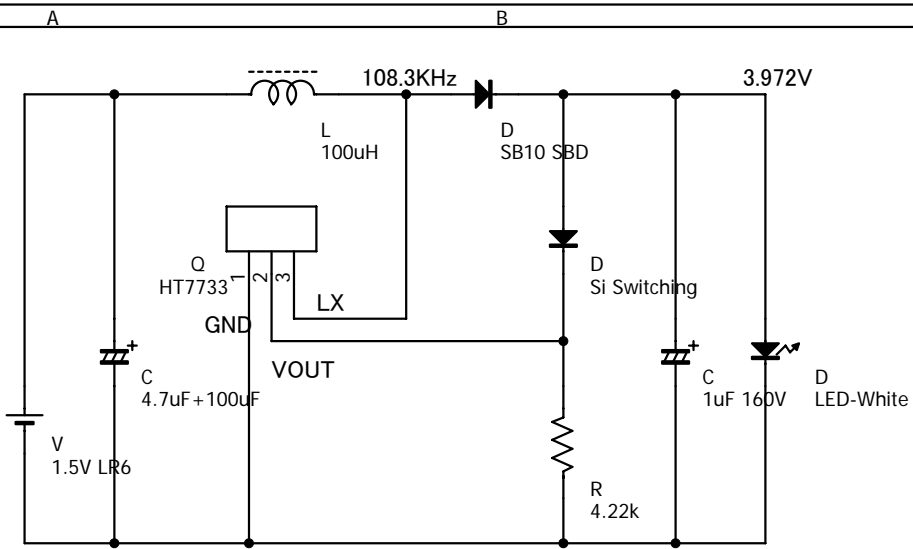 A
B
108.3KHz
3.972V
L
100uH
D
SB10 SBD
Q
HT7733
1
2
3
LX
GND
VOUT
D
Si Switching
+
C
4.7uF+100uF
+
C
1uF 160V
D
LED-White
V
1.5V LR6
R
4.22k